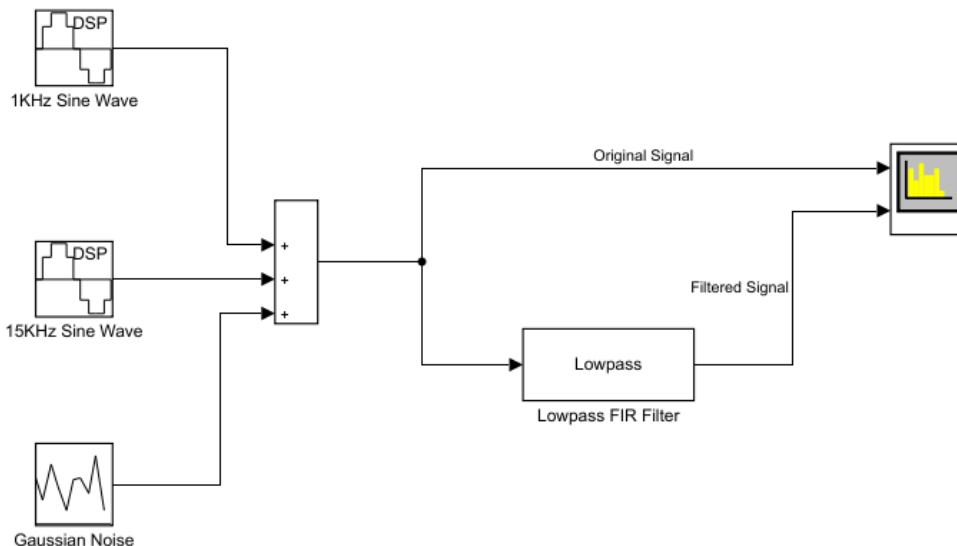 DSP
1KHz Sine Wave
Original Signal
+
DSP
+
+
Filtered Signal
15KHz Sine Wave
Lowpass
Lowpass FIR Filter
Gaussian Noise